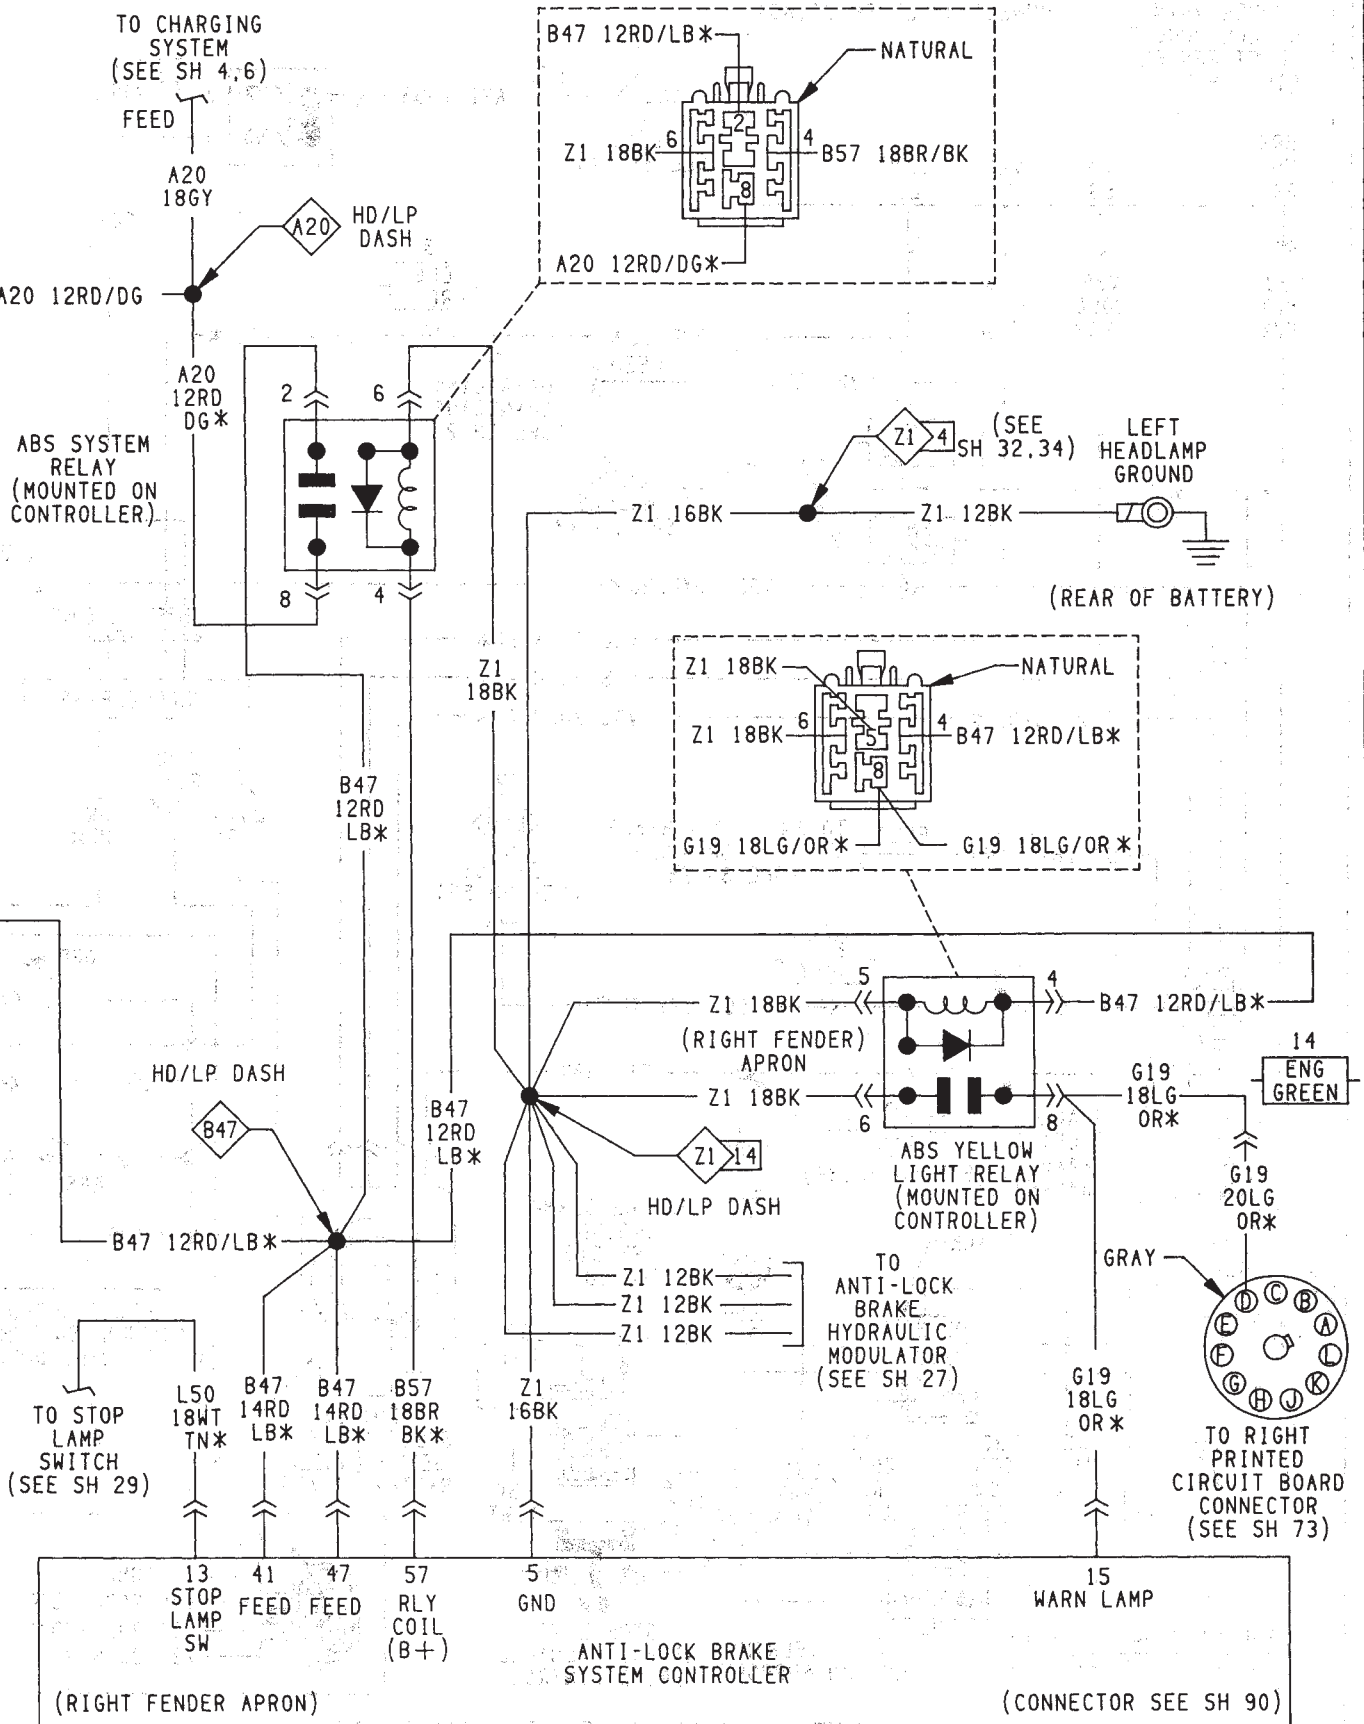 TO CHARGING
SYSTEM
(SEE SH 4,6)
FEED
A20
18GY
A20
HD/LP
DASH
A20 12RD/DG
A20
12RD
DG*
B47 12RD/LB*
NATURAL
2
6
4
8
Z1 18BK
B57 18BR/BK
A20 12RD/DG*
2
6
ABS SYSTEM
RELAY
(MOUNTED ON
CONTROLLER)
8
4
Z1
4
(SEE
SH 32,34)
LEFT
HEADLAMP
GROUND
Z1 16BK
Z1 12BK
(REAR OF BATTERY)
Z1
18BK
Z1 18BK
NATURAL
6
5
4
8
Z1 18BK
B47 12RD/LB*
G19 18LG/OR*
G19 18LG/OR*
B47
12RD
LB*
5
4
Z1 18BK
B47 12RD/LB*
(RIGHT FENDER)
APRON
Z1 18BK
6
8
G19
18LG
OR*
14
ENG
GREEN
HD/LP DASH
B47
B47
12RD
LB*
Z1
14
HD/LP DASH
ABS YELLOW
LIGHT RELAY
(MOUNTED ON
CONTROLLER)
G19
20LG
OR*
B47 12RD/LB*
Z1 12BK
Z1 12BK
Z1 12BK
TO
ANTI-LOCK
BRAKE
HYDRAULIC
MODULATOR
(SEE SH 27)
GRAY
D
C
B
E
A
F
L
G
H
J
K
TO STOP
LAMP
SWITCH
(SEE SH 29)
L50
18WT
TN*
B47
14RD
LB*
B47
14RD
LB*
B57
18BR
BK*
Z1
16BK
G19
18LG
OR*
TO RIGHT
PRINTED
CIRCUIT BOARD
CONNECTOR
(SEE SH 73)
13
STOP
LAMP
SW
41
FEED
47
FEED
57
RLY
COIL
(B+)
5
GND
15
WARN LAMP
ANTI-LOCK BRAKE
SYSTEM CONTROLLER
(RIGHT FENDER APRON)
(CONNECTOR SEE SH 90)